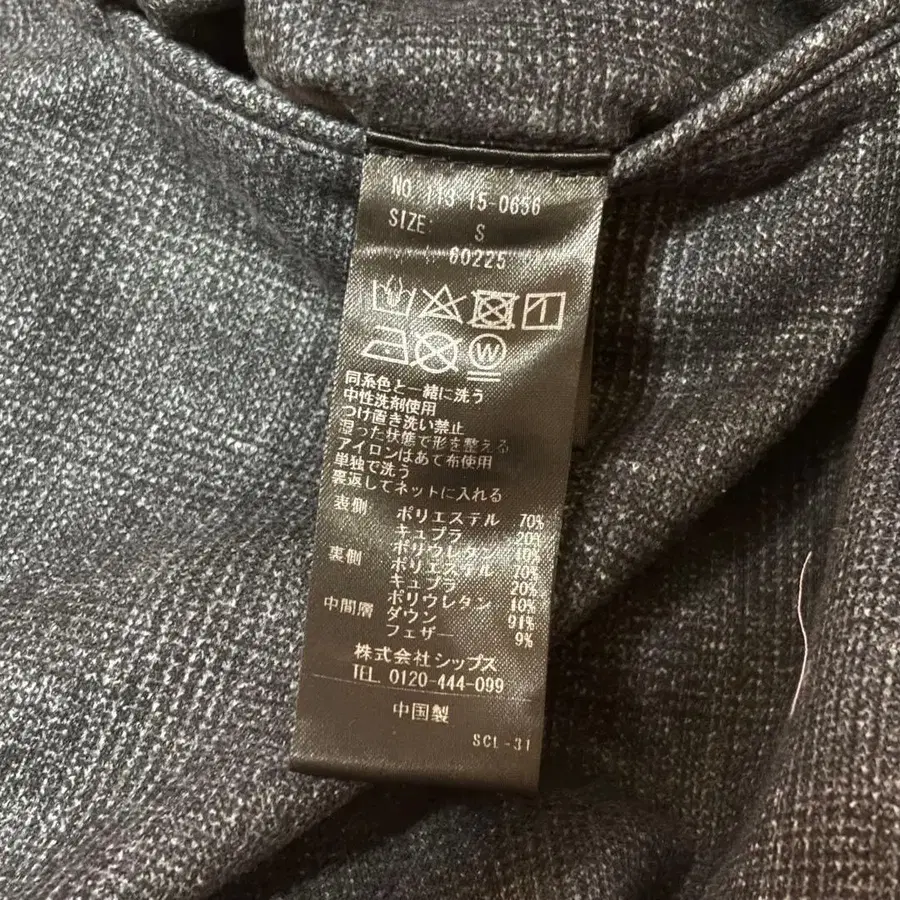 NO. 113 15-0656
SIZE: S
60225
W
同系色と一緒に洗う
中性洗剤使用
つけ置き洗い禁止
湿った状態で形を整える
アイロンはあて布使用
単独で洗う
裏返してネットに入れる
表側 ポリエステル 70%
キュプラ 20%
ポリウレタン 10%
裏側 ポリエステル 70%
キュプラ 20%
ポリウレタン 10%
中間層 ダウン 91%
フェザー 9%
株式会社シップス
TEL 0120-444-099
中国製
SCL-31